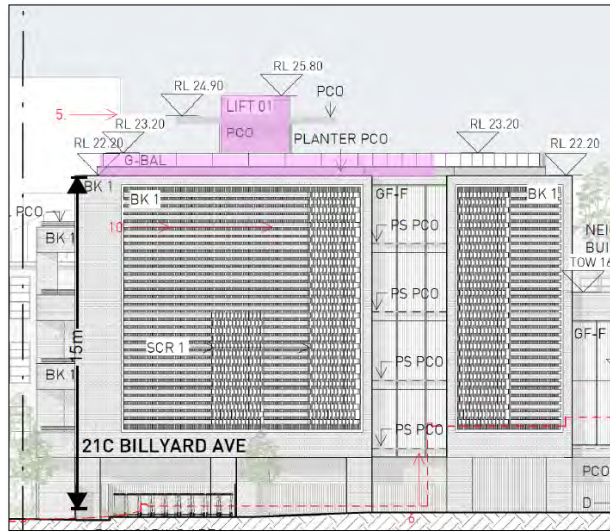 RL 25.80
RL 24.90
LIFT 01
PCO
5.
RL 23.20
PCO
PLANTER PCO
RL 23.20
RL 22.20
RL 22.20
G-BAL
BK 1
BK 1
GF-F
BK 1
PCO
10
PS PCO
NEI
BUI
BK 1
TOW 16
PS PCO
15m
GF-F
SCR 1
PS PCO
BK 1
PS PCO
21C BILLYARD AVE
PCO
D
6.